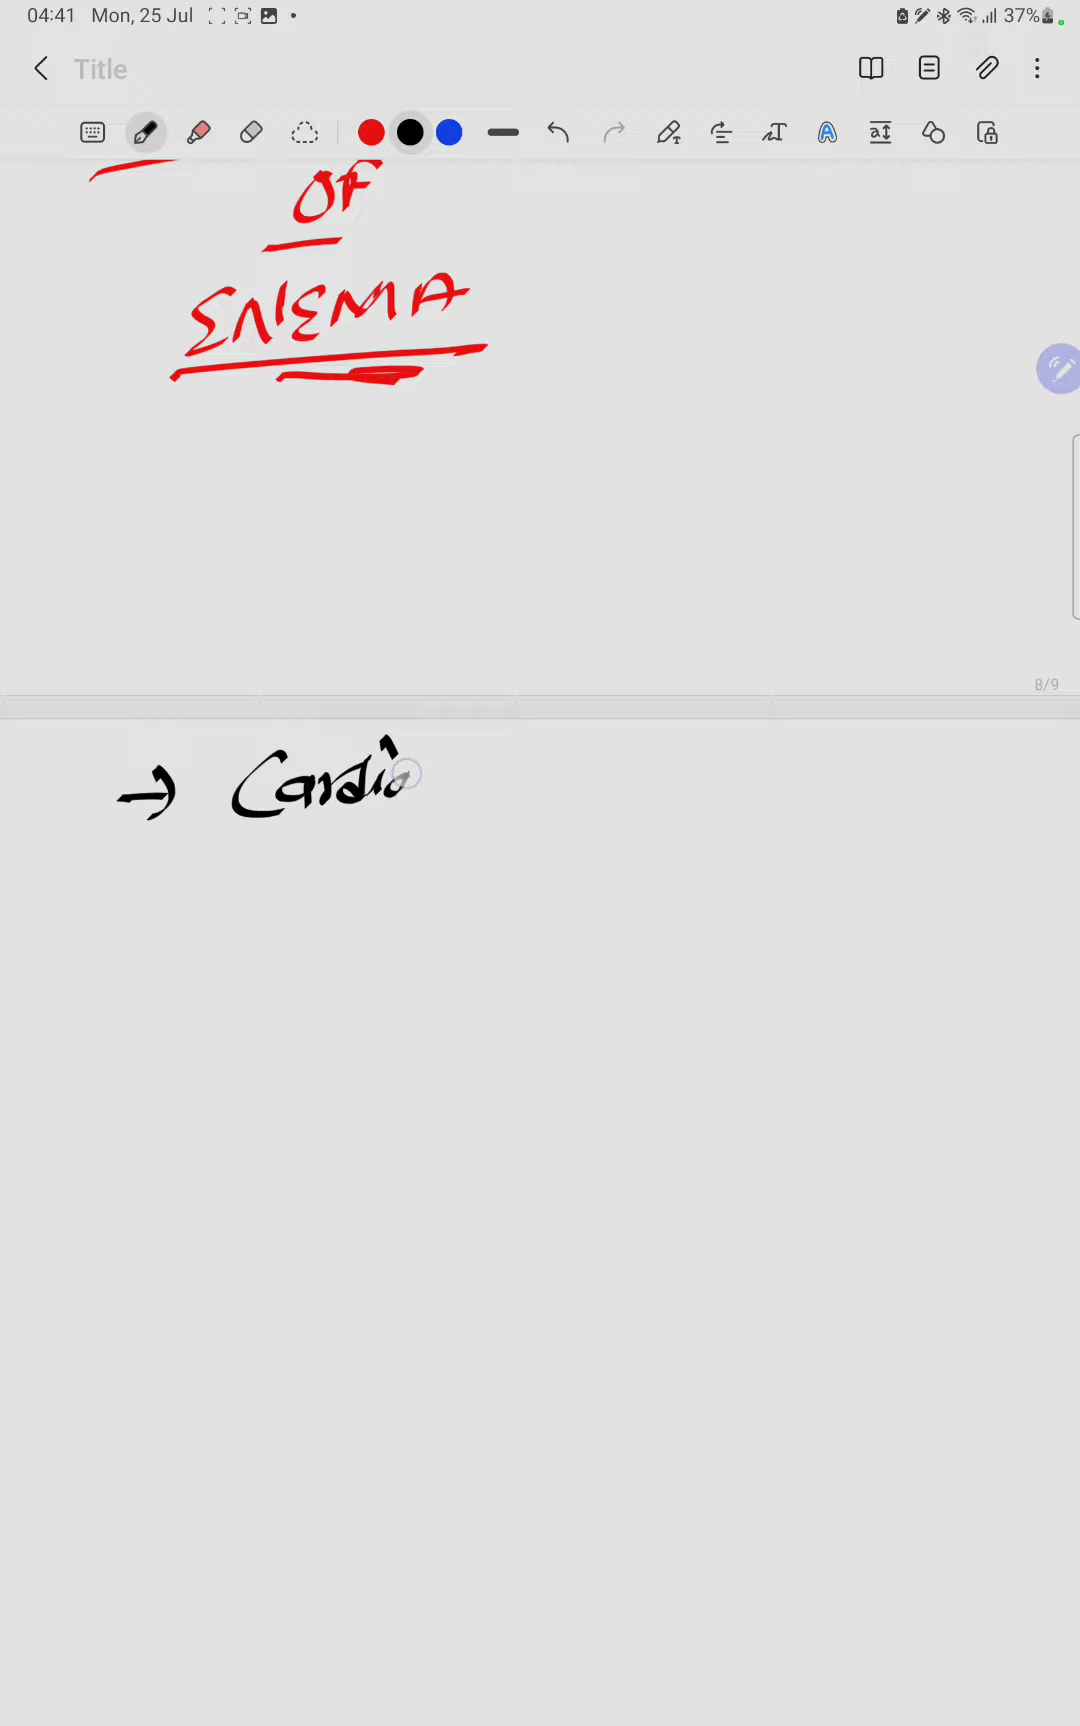 04:41 Mon, 25 Jul 37%
Title
OF
ENEMA
8/9
→ Cardio